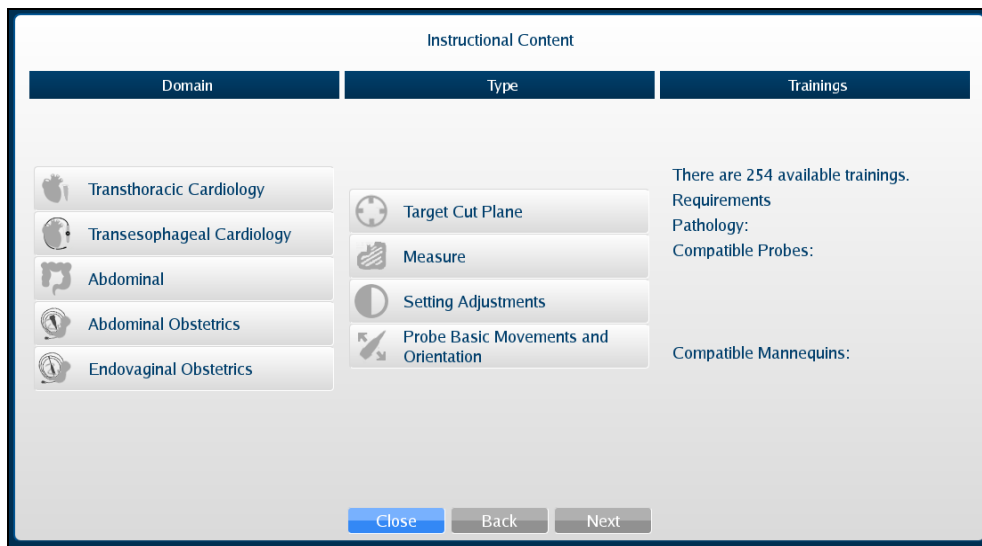 Instructional Content
Domain
Type
Trainings
Transthoracic Cardiology
Transesophageal Cardiology
Abdominal
Abdominal Obstetrics
Endovaginal Obstetrics
Target Cut Plane
Measure
Setting Adjustments
Probe Basic Movements and
Orientation
There are 254 available trainings.
Requirements
Pathology:
Compatible Probes:
Compatible Mannequins:
Close
Back
Next